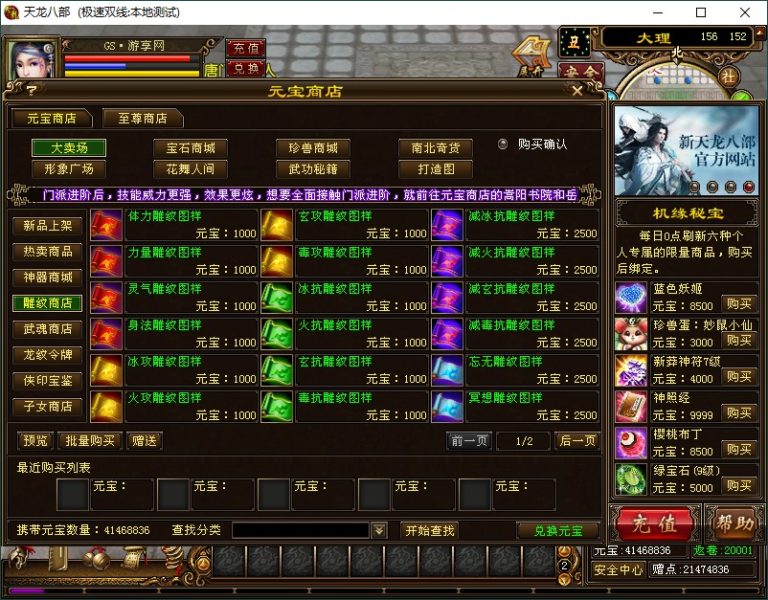 天龙八部 (极速双线:本地测试)
GS·游享网
充值
兑换
唐门
人
展开
丑
安全
大理 156 152
北
社
元宝商店
?
元宝商店 至尊商店
大卖场 宝石商城 珍兽商城 南北奇货 购买确认
形象广场 花舞人间 武功秘籍 打造图
门派进阶后，技能威力更强，效果更炫，想要全面接触门派进阶，就前往元宝商店的嵩阳书院和岳
新品上架
热卖商品
神器商城
雕纹商店
武魂商店
龙纹令牌
侠印宝鉴
子女商店
体力雕纹图样 玄攻雕纹图样 减冰抗雕纹图样
元宝：1000 元宝：1000 元宝：2500
力量雕纹图样 毒攻雕纹图样 减火抗雕纹图样
元宝：1000 元宝：1000 元宝：2500
灵气雕纹图样 冰抗雕纹图样 减玄抗雕纹图样
元宝：1000 元宝：1000 元宝：2500
身法雕纹图样 火抗雕纹图样 减毒抗雕纹图样
元宝：1000 元宝：1000 元宝：2500
冰攻雕纹图样 玄抗雕纹图样 忘无雕纹图样
元宝：1000 元宝：1000 元宝：2500
火攻雕纹图样 毒抗雕纹图样 冥想雕纹图样
元宝：1000 元宝：1000 元宝：2500
预览 批量购买 赠送 前一页 1/2 后一页
最近购买列表
元宝： 元宝： 元宝： 元宝： 元宝：
携带元宝数量：41468836 查找分类 开始查找 兑换元宝
新天龙八部
官方网站
机缘秘宝
每日0点刷新六种个
人专属的限量商品，购买
后绑定。
蓝色妖姬
元宝：8500 购买
珍兽蛋：妙鼠小仙
元宝：3000 购买
新莽神符7级
元宝：4000 购买
神照经
元宝：9999 购买
樱桃布丁
元宝：8500 购买
绿宝石(9级)
元宝：5000 购买
充值 帮助
元宝:41468836 返卷:20001
安全中心 赠点:21474836
2